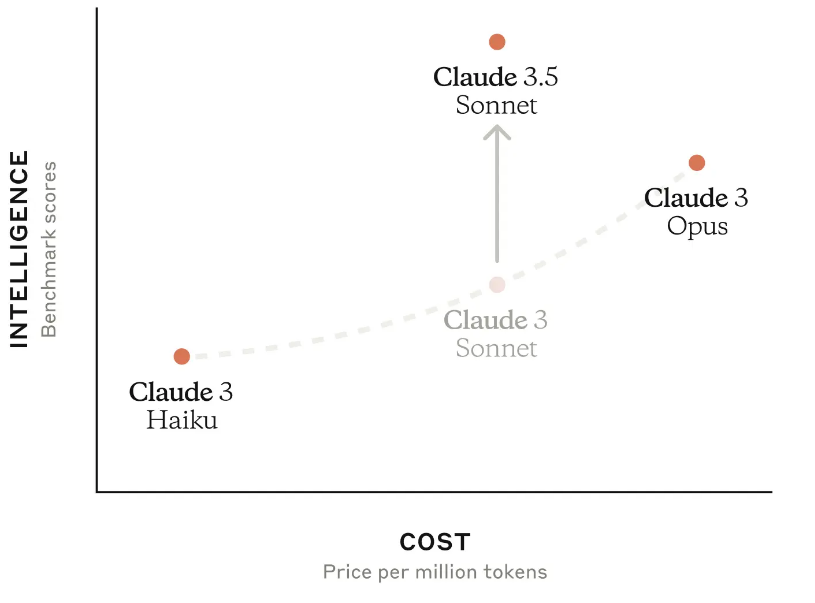 INTELLIGENCE
Benchmark scores
Claude 3.5
Sonnet
Claude 3
Opus
Claude 3
Sonnet
Claude 3
Haiku
COST
Price per million tokens